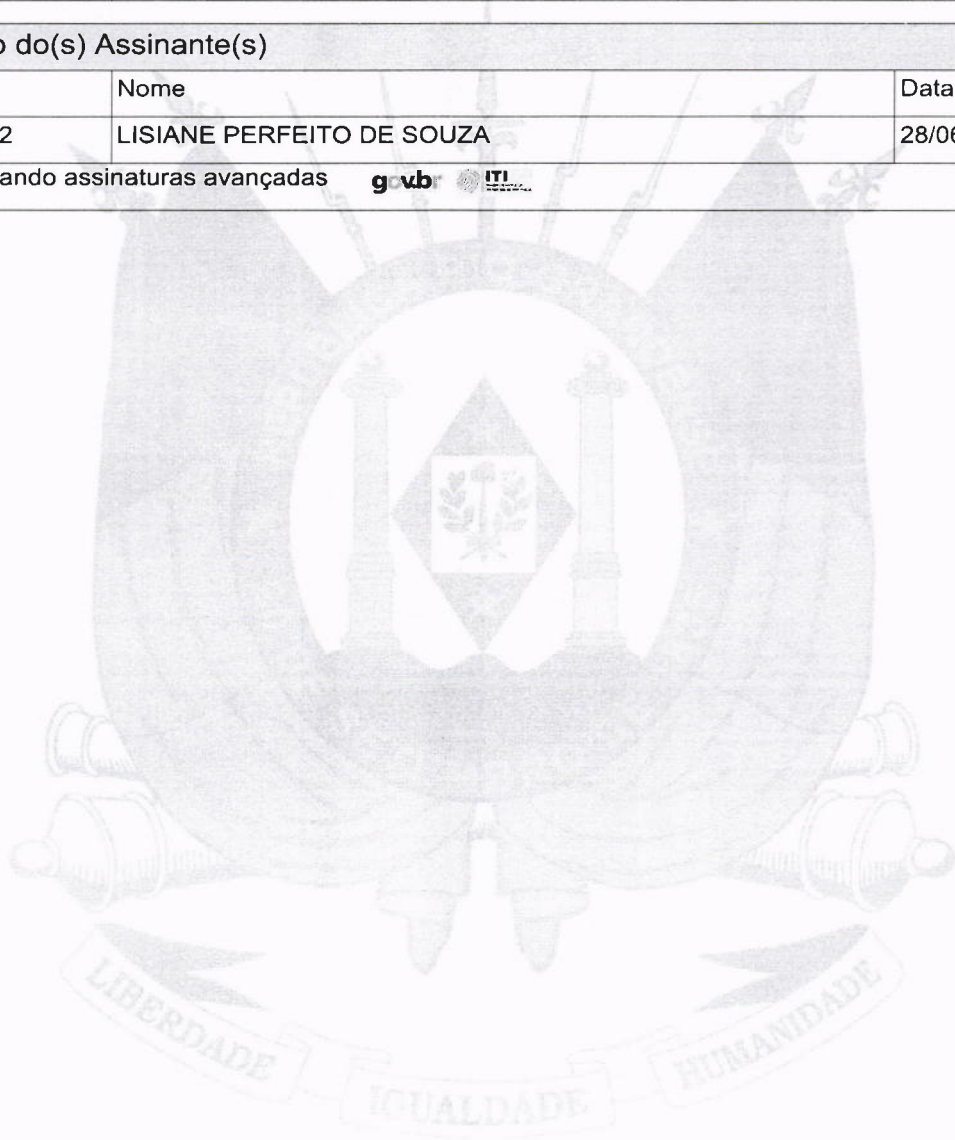 o do(s) Assinante(s)
Nome Data
2 LISIANE PERFEITO DE SOUZA 28/06
ando assinaturas avançadas gov.br ITI
LIBERDADE IGUALDADE HUMANIDADE